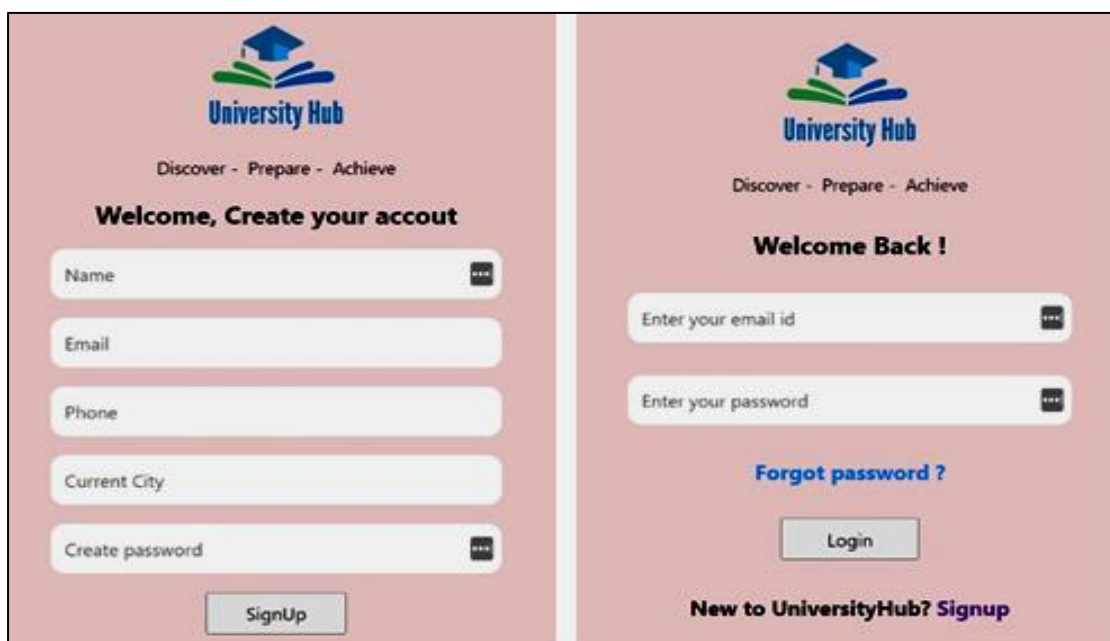 University Hub
Discover - Prepare - Achieve
Welcome, Create your accout
Name
Email
Phone
Current City
Create password
SignUp
University Hub
Discover - Prepare - Achieve
Welcome Back !
Enter your email id
Enter your password
Forgot password ?
Login
New to UniversityHub? Signup